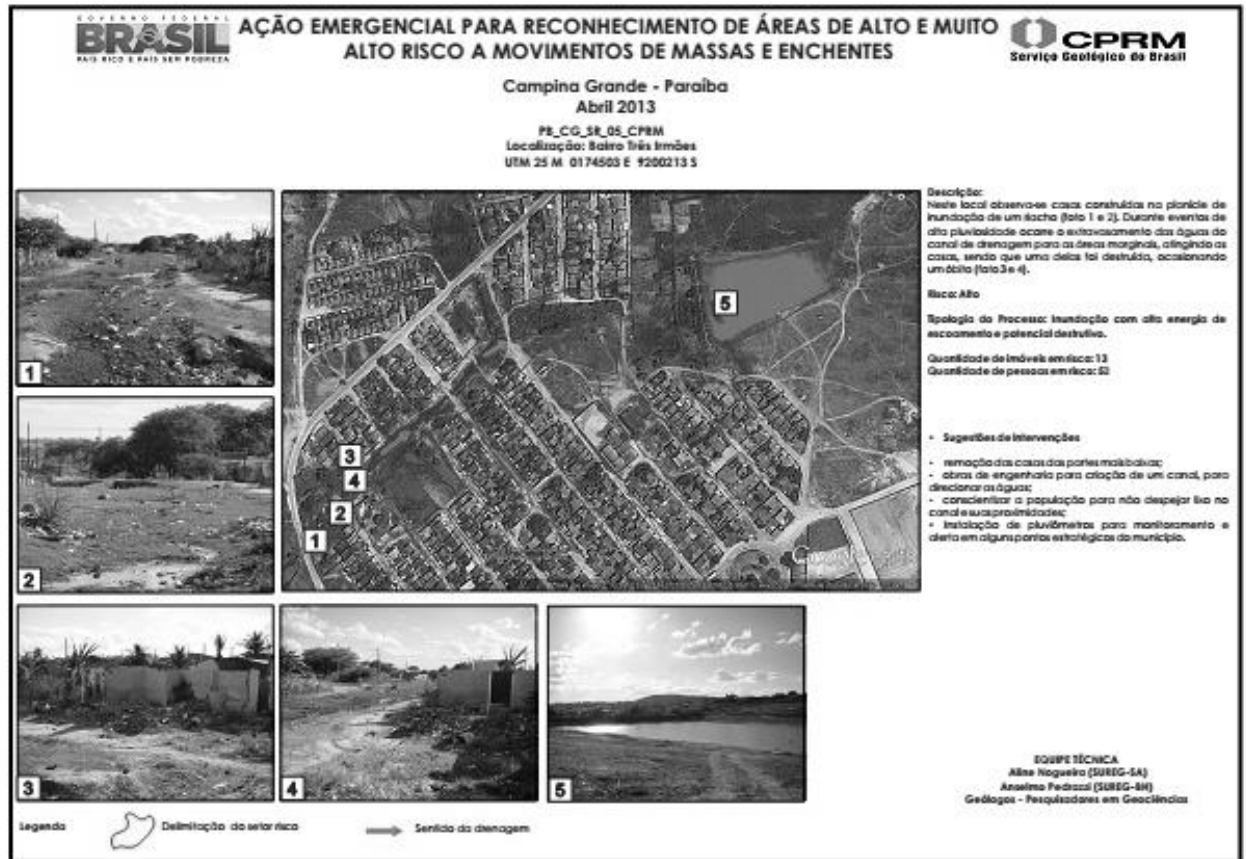 GOVERNO FEDERAL
BRASIL
PAÍS RICO É PAÍS SEM POBREZA
AÇÃO EMERGENCIAL PARA RECONHECIMENTO DE ÁREAS DE ALTO E MUITO
ALTO RISCO A MOVIMENTOS DE MASSAS E ENCHENTES
CPRM
Serviço Geológico do Brasil
Campina Grande - Paraíba
Abril 2013
PB_CG_SR_05_CPRM
Localização: Bairro Três Irmães
UTM 25 M 0174503 E 9200213 S
Descrição:
Neste local observa-se casas construídas na planície de
inundação de um riacho (foto 1 e 2). Durante eventos de
alta pluviosidade ocorre o extravasamento das águas do
canal de drenagem para as áreas marginais, atingindo as
casas, sendo que uma delas foi destruída, ocasionando
um óbito (foto 3 e 4).
Risco: Alto
Tipologia do Processo: Inundação com alta energia de
escoamento e potencial destrutivo.
Quantidade de imóveis em risco: 13
Quantidade de pessoas em risco: 52
• Sugestões de intervenções
• remoção das casas das partes mais baixas;
• obras de engenharia para criação de um canal, para
direcionar as águas;
• conscientizar a população para não despejar lixo no
canal e suas proximidades;
• Instalação de pluviômetros para monitoramento e
alerta em alguns pontos estratégicos do município.
1
2
3
4
5
3
4
2
1
5
EQUIPE TÉCNICA
Aline Nogueira (SUREG-SA)
Anselmo Pedrazzi (SUREG-BH)
Geólogos - Pesquisadores em Geociências
Legenda
Delimitação do setor risco
Sentido da drenagem